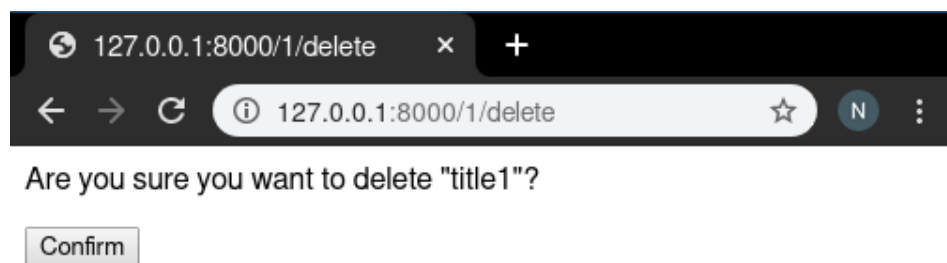 127.0.0.1:8000/1/delete
127.0.0.1:8000/1/delete N
Are you sure you want to delete "title1"?
Confirm